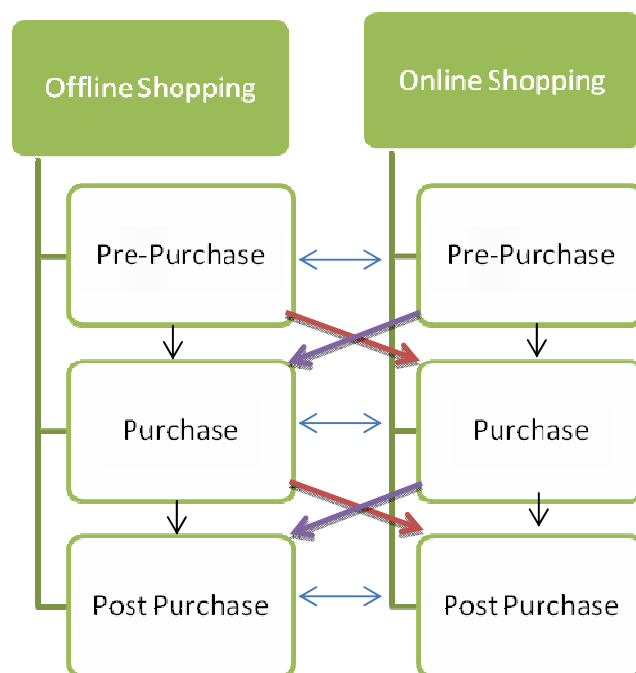 Offline Shopping
Online Shopping
Pre-Purchase
Pre-Purchase
Purchase
Purchase
Post Purchase
Post Purchase